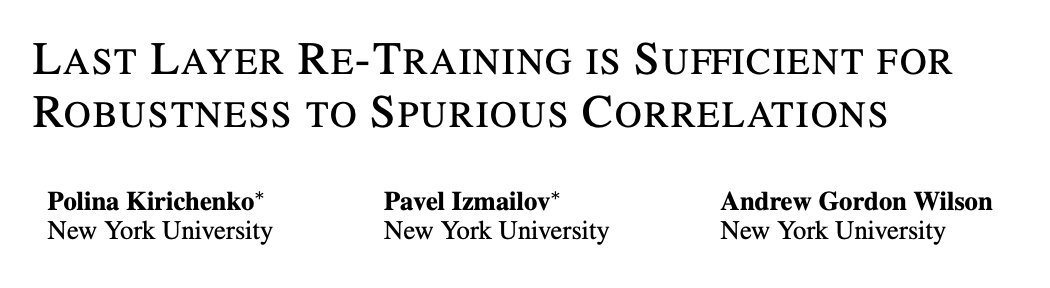 LAST LAYER RE-TRAINING IS SUFFICIENT FOR
ROBUSTNESS TO SPURIOUS CORRELATIONS
Polina Kirichenko* Pavel Izmailov* Andrew Gordon Wilson
New York University New York University New York University